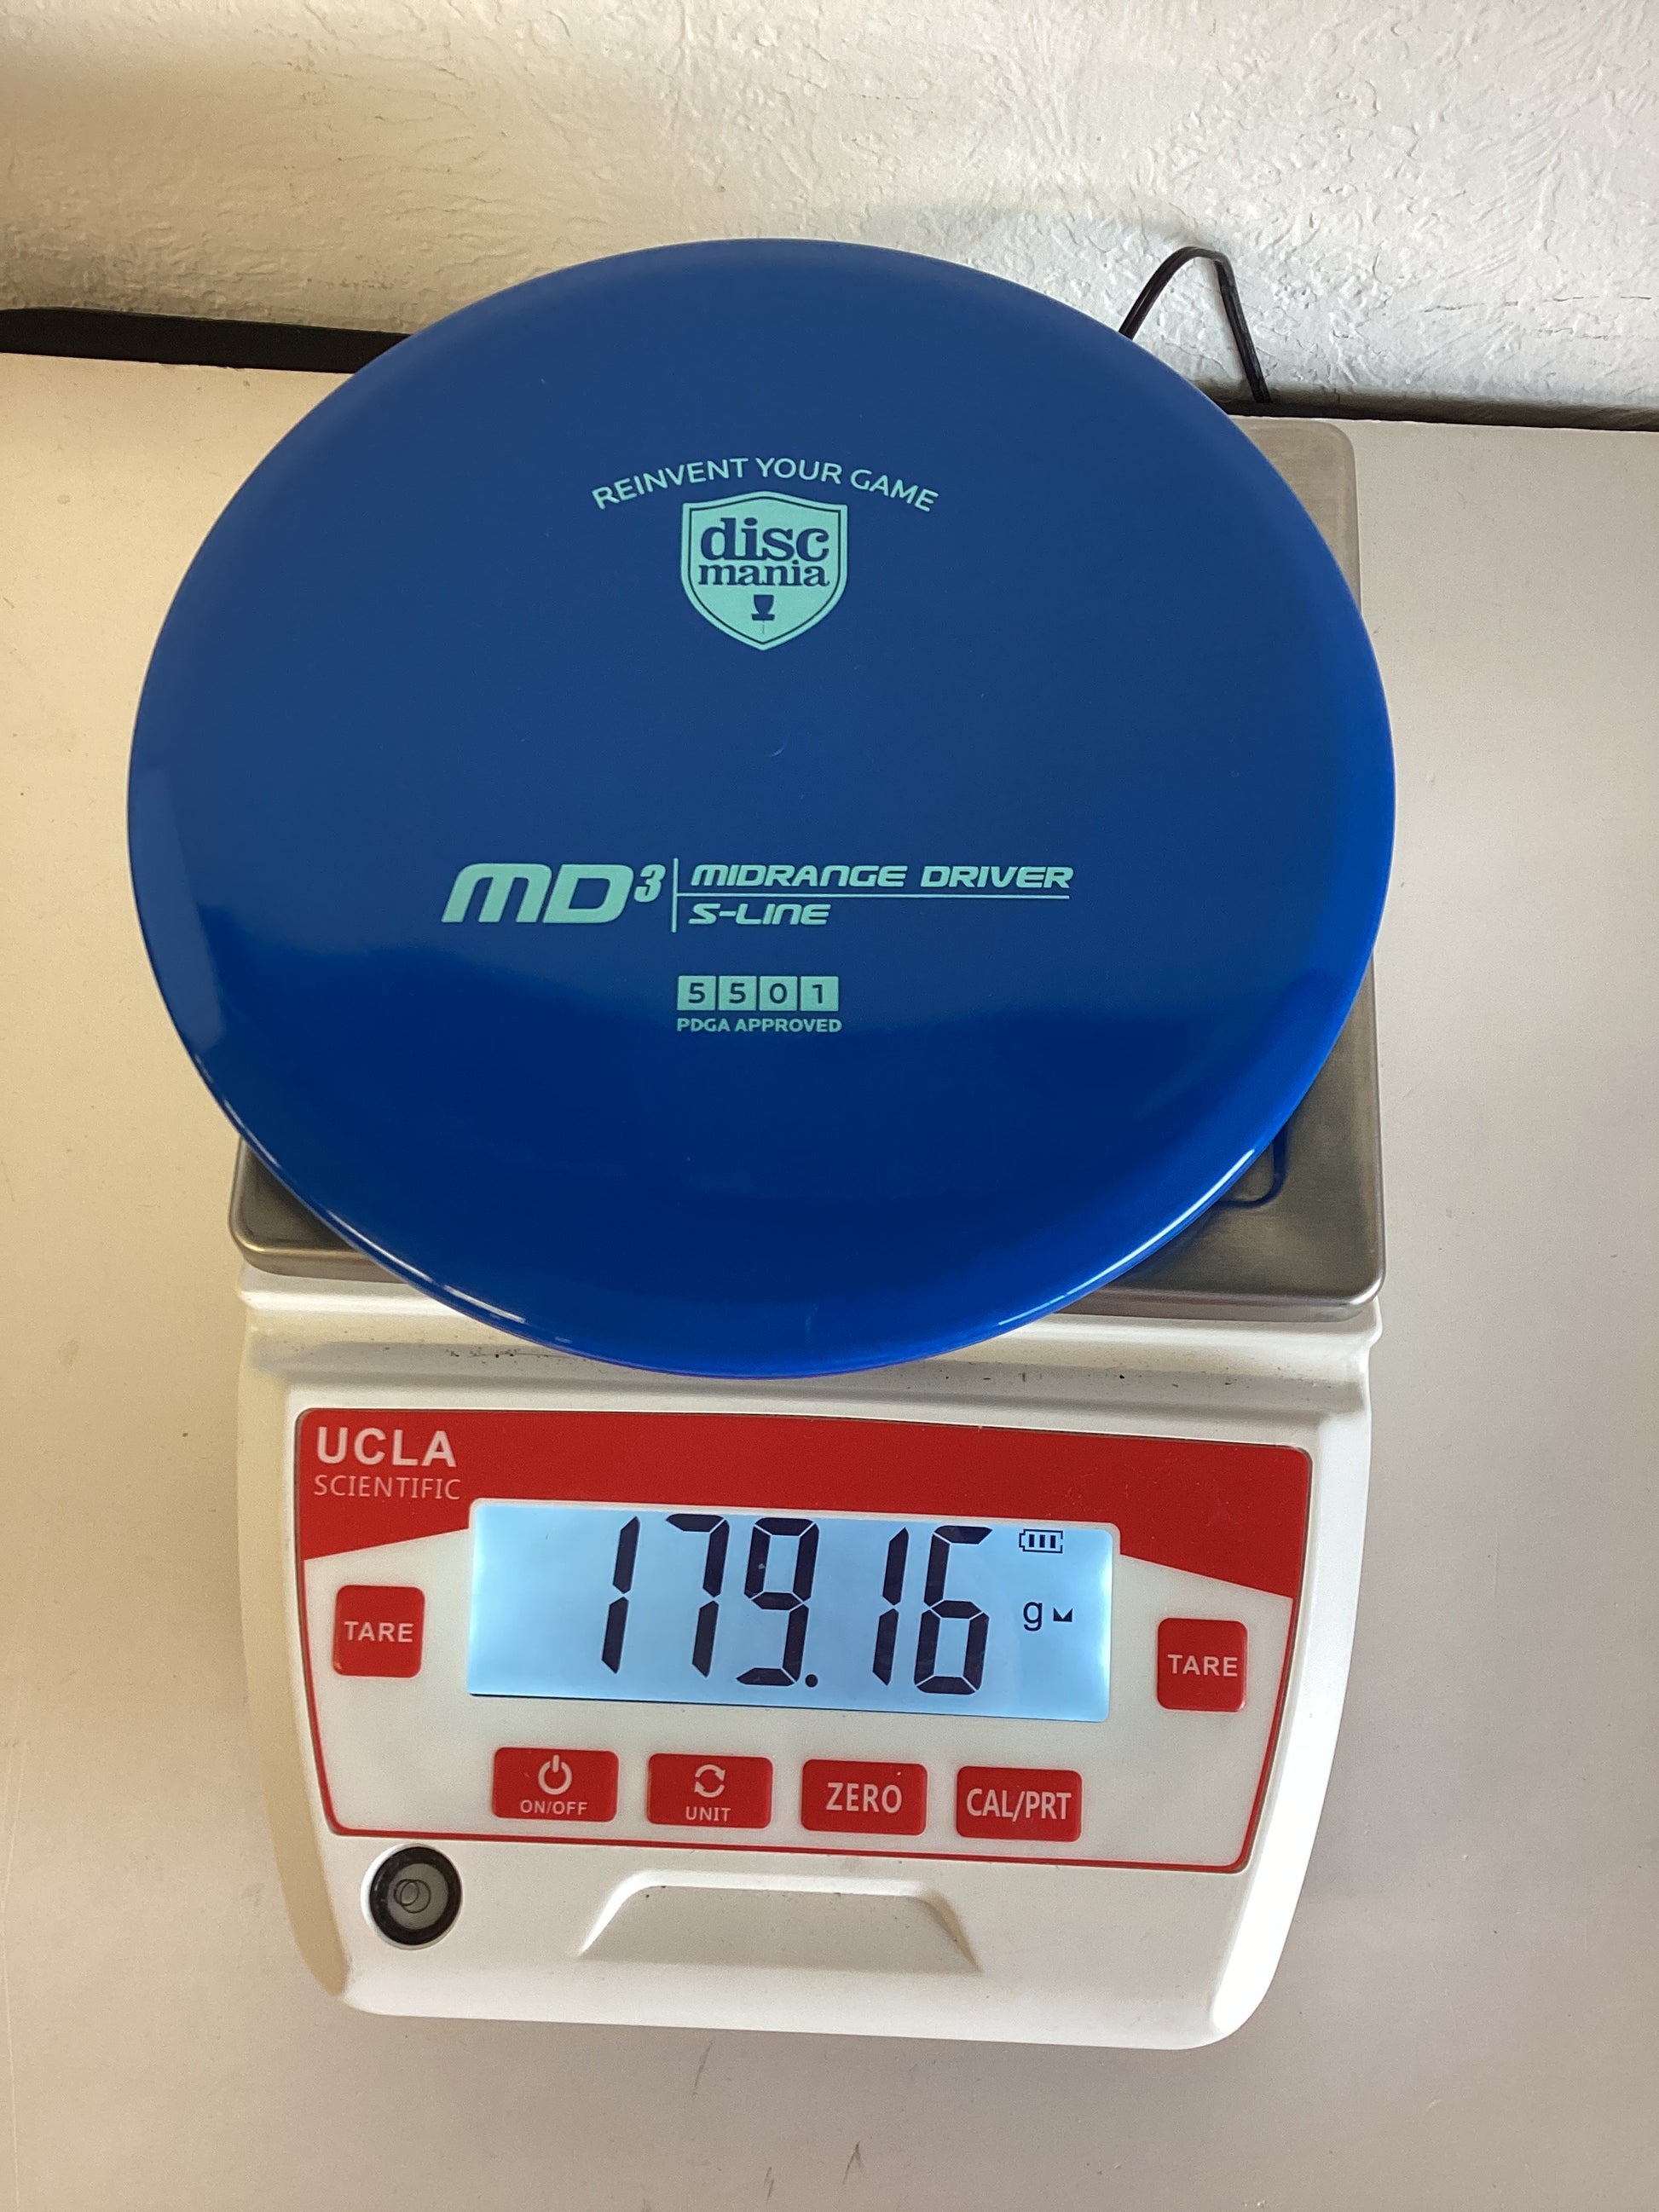 REINVENT YOUR GAME
disc
mania
MD3 MIDRANGE DRIVER
S-LINE
5 5 0 1
PDGA APPROVED
UCLA
SCIENTIFIC
179.16 g
TARE
TARE
ON/OFF
UNIT
ZERO
CAL/PRT